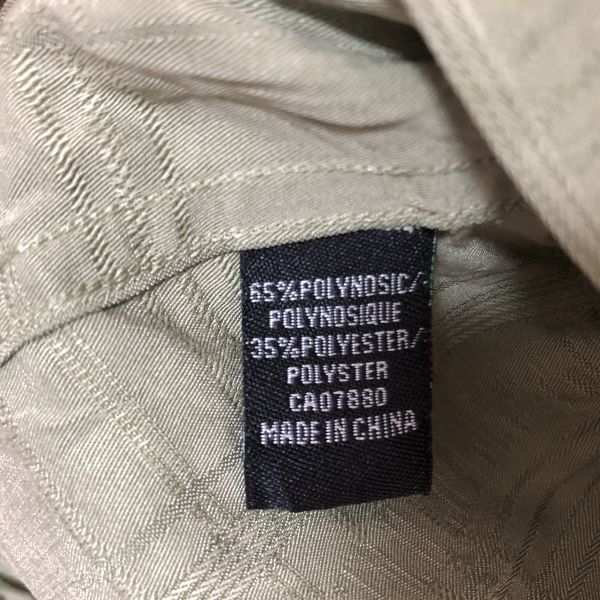 65%POLYNOSIC/
POLYNOSIQUE
35%POLYESTER/
POLYSTER
CA07880
MADE IN CHINA